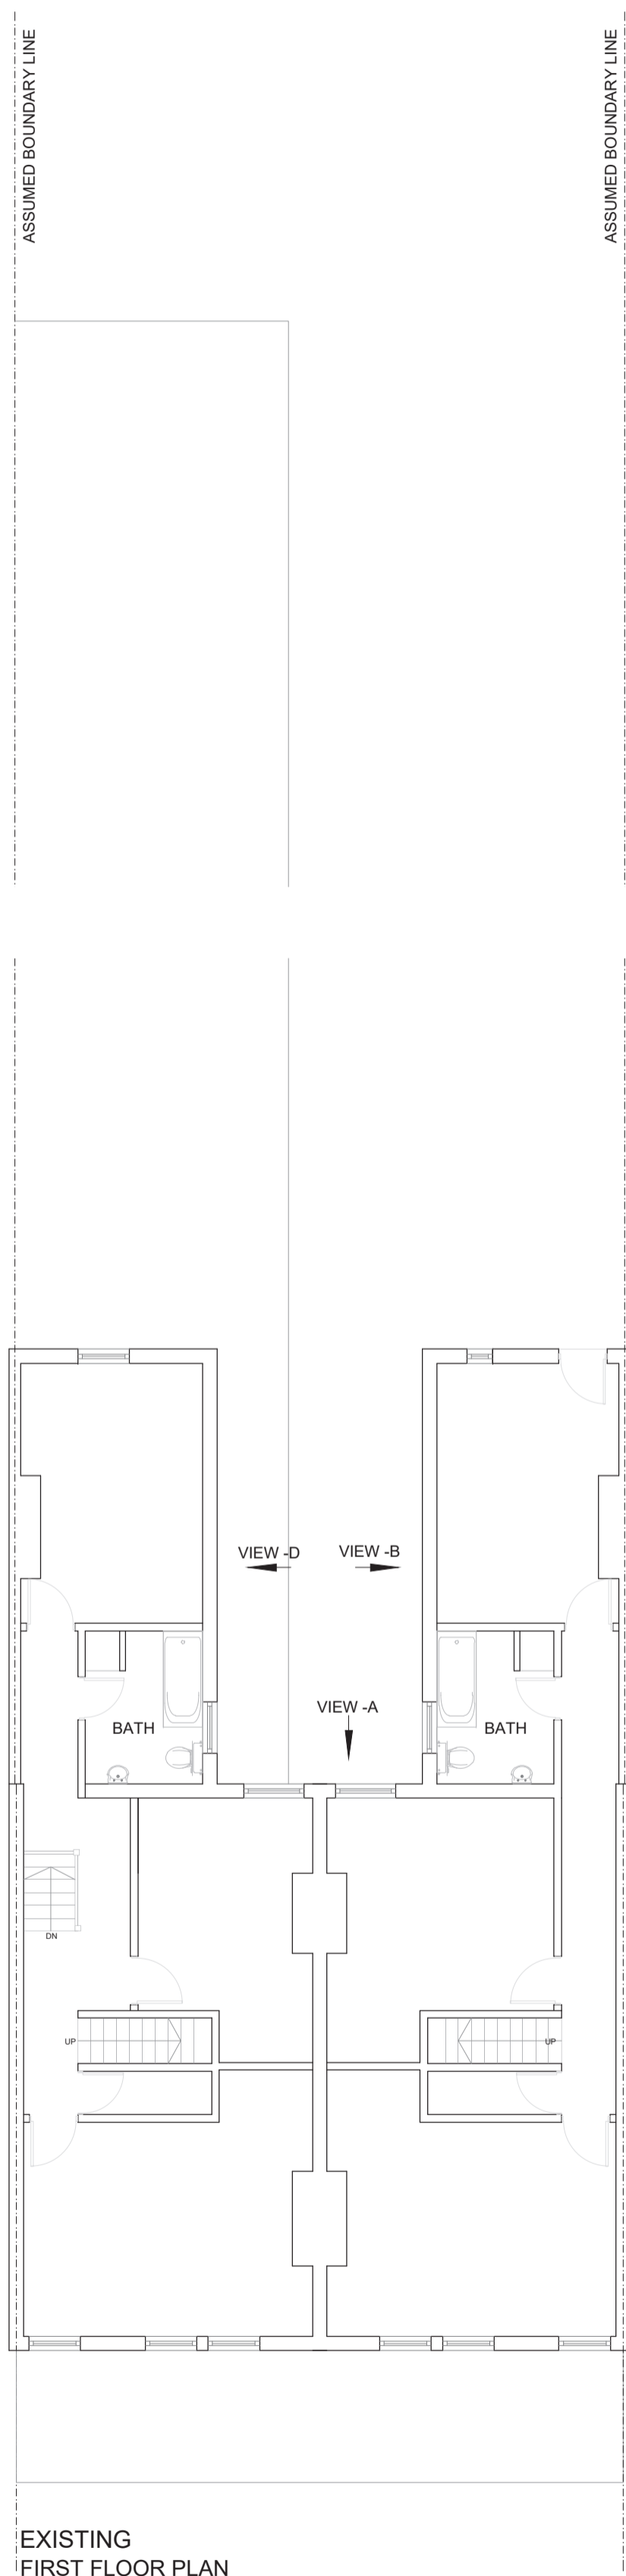 ASSUMED BOUNDARY LINE
ASSUMED BOUNDARY LINE
VIEW -D
VIEW -B
VIEW -A
BATH
BATH
DN
UP
UP
EXISTING
FIRST FLOOR PLAN